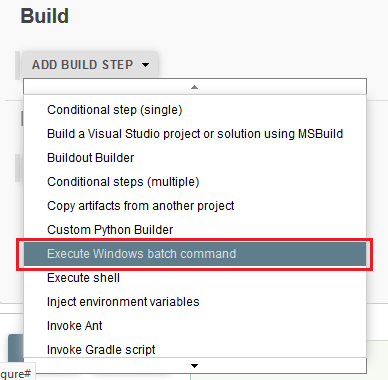 Build
ADD BUILD STEP
Conditional step (single)
Build a Visual Studio project or solution using MSBuild
Buildout Builder
Conditional steps (multiple)
Copy artifacts from another project
Custom Python Builder
Execute Windows batch command
Execute shell
Inject environment variables
Invoke Ant
Invoke Gradle script
gure#